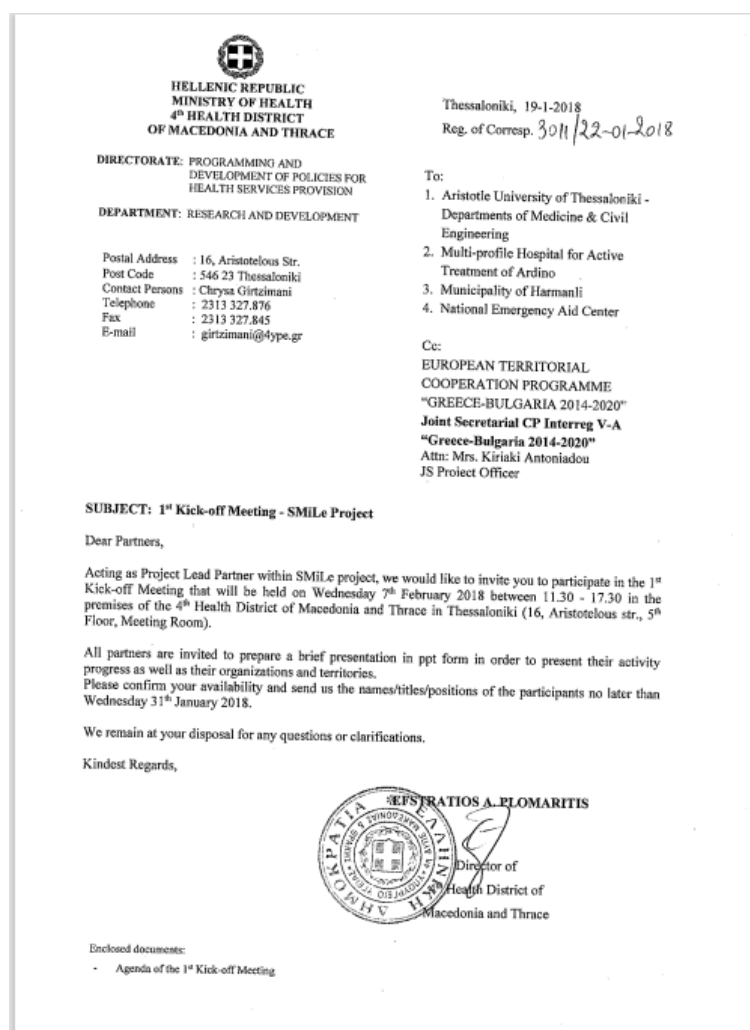 HELLENIC REPUBLIC
MINISTRY OF HEALTH
4th HEALTH DISTRICT
OF MACEDONIA AND THRACE
DIRECTORATE: PROGRAMMING AND
DEVELOPMENT OF POLICIES FOR
HEALTH SERVICES PROVISION
DEPARTMENT: RESEARCH AND DEVELOPMENT
Postal Address : 16, Aristotelous Str.
Post Code : 546 23 Thessaloniki
Contact Persons : Chrysa Girtzimani
Telephone : 2313 327.876
Fax : 2313 327.845
E-mail : girtzimani@4ype.gr
Thessaloniki, 19-1-2018
Reg. of Corresp. 3011/22-01-2018
To:
1. Aristotle University of Thessaloniki -
Departments of Medicine & Civil
Engineering
2. Multi-profile Hospital for Active
Treatment of Ardino
3. Municipality of Harmanli
4. National Emergency Aid Center
Cc:
EUROPEAN TERRITORIAL
COOPERATION PROGRAMME
"GREECE-BULGARIA 2014-2020"
Joint Secretarial CP Interreg V-A
"Greece-Bulgaria 2014-2020"
Attn: Mrs. Kiriaki Antoniadou
JS Project Officer
SUBJECT: 1st Kick-off Meeting - SMiLe Project
Dear Partners,
Acting as Project Lead Partner within SMiLe project, we would like to invite you to participate in the 1st
Kick-off Meeting that will be held on Wednesday 7th February 2018 between 11.30 - 17.30 in the
premises of the 4th Health District of Macedonia and Thrace in Thessaloniki (16, Aristotelous str., 5th
Floor, Meeting Room).
All partners are invited to prepare a brief presentation in ppt form in order to present their activity
progress as well as their organizations and territories.
Please confirm your availability and send us the names/titles/positions of the participants no later than
Wednesday 31th January 2018.
We remain at your disposal for any questions or clarifications.
Kindest Regards,
EFSTRATIOS A. PLOMARITIS
Director of
Health District of
Macedonia and Thrace
ΕΛΛΗΝΙΚΗ ΔΗΜΟΚΡΑΤΙΑ
Enclosed documents:
- Agenda of the 1st Kick-off Meeting